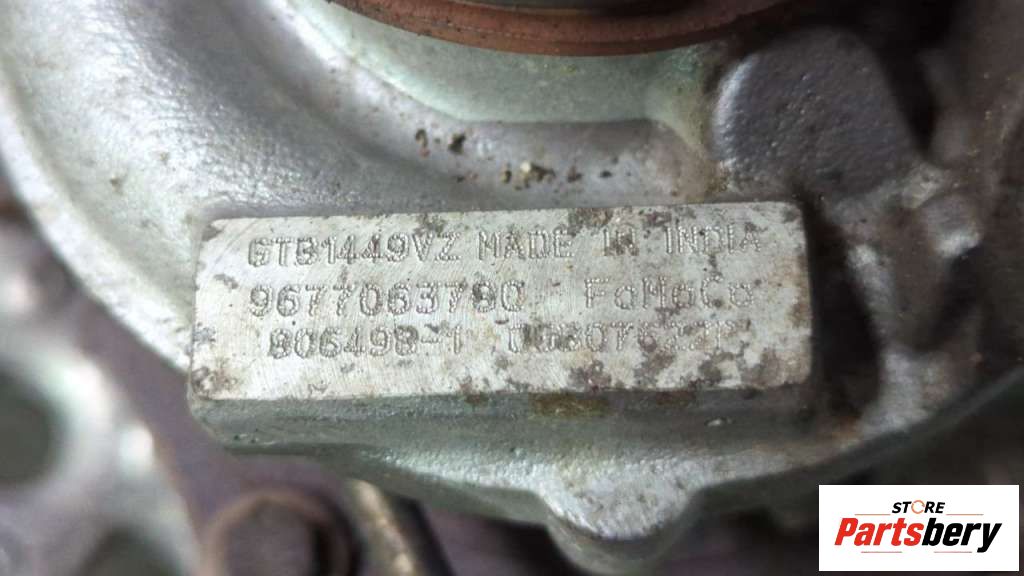 GTB1449VZ MADE IN INDIA
9677063780 FoMoCo
806498-1
STORE
Partsbery